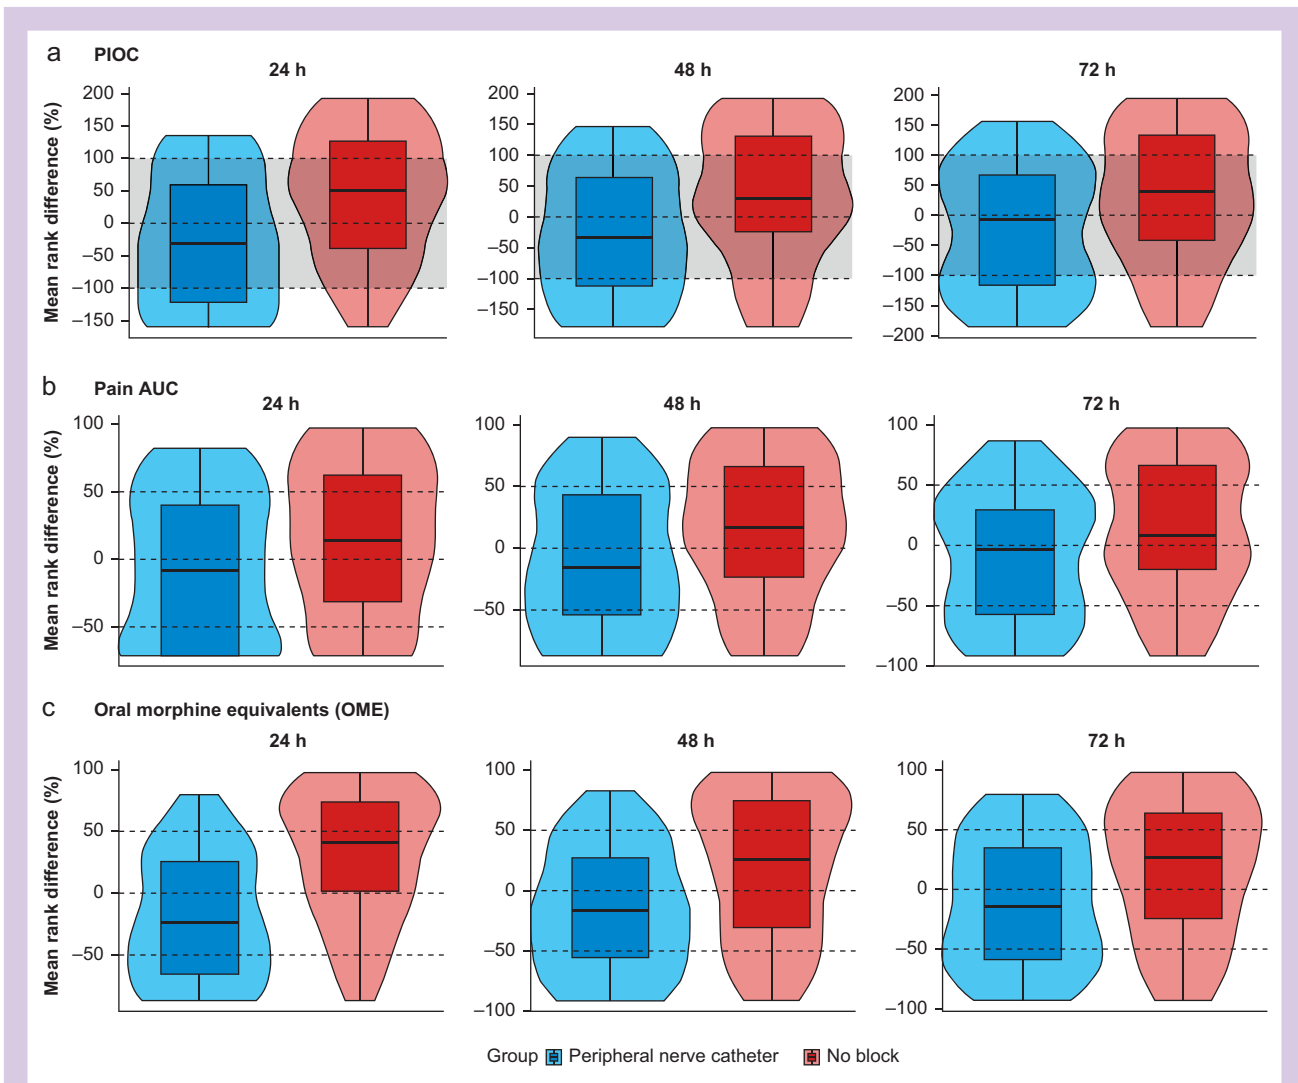 a PIOC
24 h 48 h 72 h
Mean rank difference (%)
200 150 100 50 0 –50 –100 –150
200 150 100 50 0 –50 –100 –150
200 150 100 50 0 –50 –100 –150 –200
b Pain AUC
24 h 48 h 72 h
Mean rank difference (%)
100 50 0 –50
100 50 0 –50
100 50 0 –50 –100
c Oral morphine equivalents (OME)
24 h 48 h 72 h
Mean rank difference (%)
100 50 0 –50
100 50 0 –50 –100
100 50 0 –50 –100
Group Peripheral nerve catheter No block